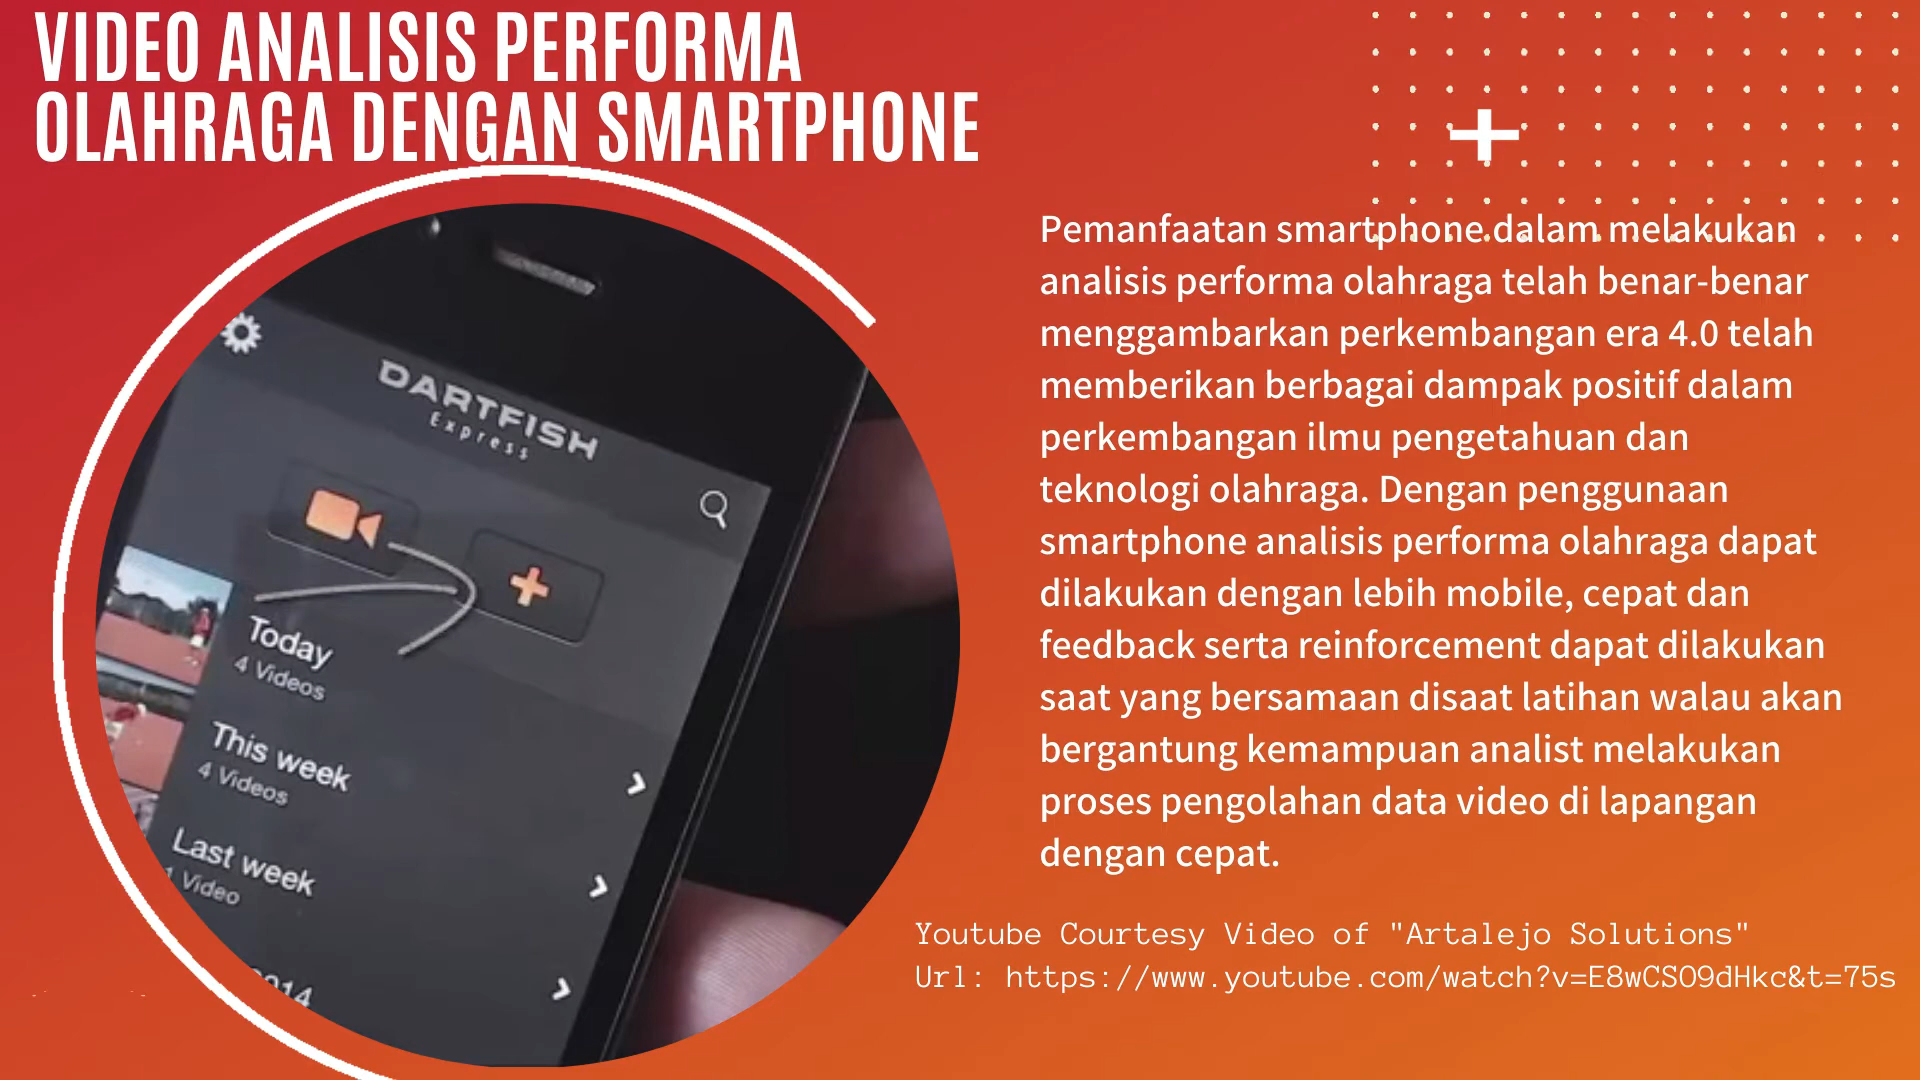 VIDEO ANALISIS PERFORMA
OLAHRAGA DENGAN SMARTPHONE
DARTFISH
Express
Today
4 Videos
This week
4 Videos
Last week
1 Video
2014
Pemanfaatan smartphone dalam melakukan
analisis performa olahraga telah benar-benar
menggambarkan perkembangan era 4.0 telah
memberikan berbagai dampak positif dalam
perkembangan ilmu pengetahuan dan
teknologi olahraga. Dengan penggunaan
smartphone analisis performa olahraga dapat
dilakukan dengan lebih mobile, cepat dan
feedback serta reinforcement dapat dilakukan
saat yang bersamaan disaat latihan walau akan
bergantung kemampuan analist melakukan
proses pengolahan data video di lapangan
dengan cepat.
Youtube Courtesy Video of "Artalejo Solutions"
Url: https://www.youtube.com/watch?v=E8wCSO9dHkc&t=75s